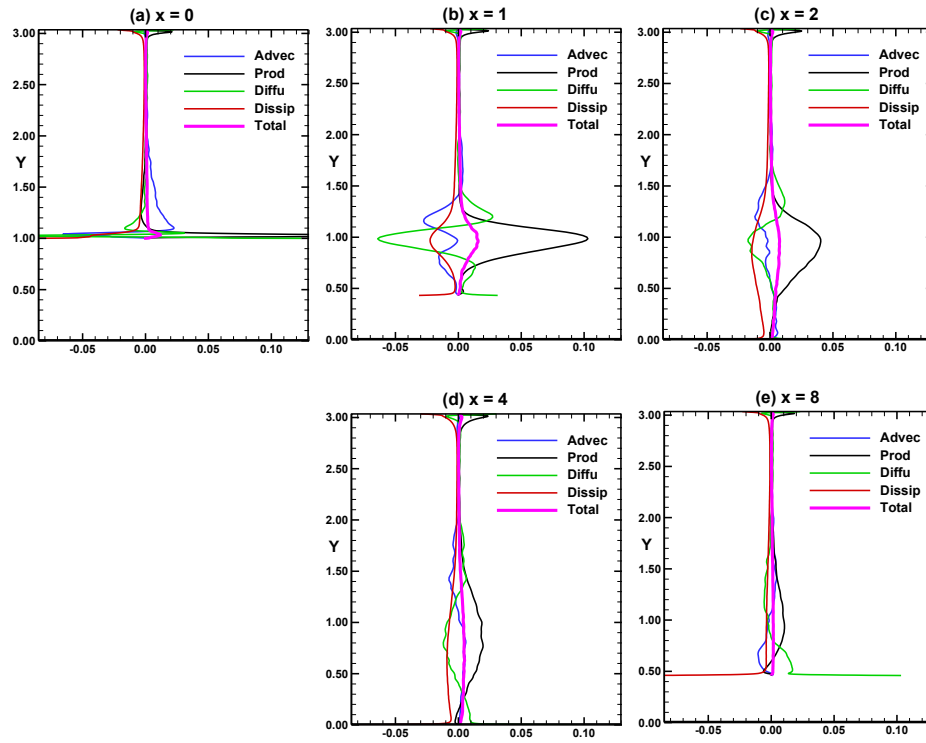 (a) x = 0
3.00
2.50
2.00
Y
1.50
1.00
0.50
0.00
-0.05
0.00
0.05
0.10
Advec
Prod
Diffu
Dissip
Total
(b) x = 1
3.00
2.50
2.00
Y
1.50
1.00
0.50
0.00
-0.05
0.00
0.05
0.10
Advec
Prod
Diffu
Dissip
Total
(c) x = 2
3.00
2.50
2.00
Y
1.50
1.00
0.50
0.00
-0.05
0.00
0.05
0.10
Advec
Prod
Diffu
Dissip
Total
(d) x = 4
3.00
2.50
2.00
Y
1.50
1.00
0.50
0.00
-0.05
0.00
0.05
0.10
Advec
Prod
Diffu
Dissip
Total
(e) x = 8
3.00
2.50
2.00
Y
1.50
1.00
0.50
0.00
-0.05
0.00
0.05
0.10
Advec
Prod
Diffu
Dissip
Total